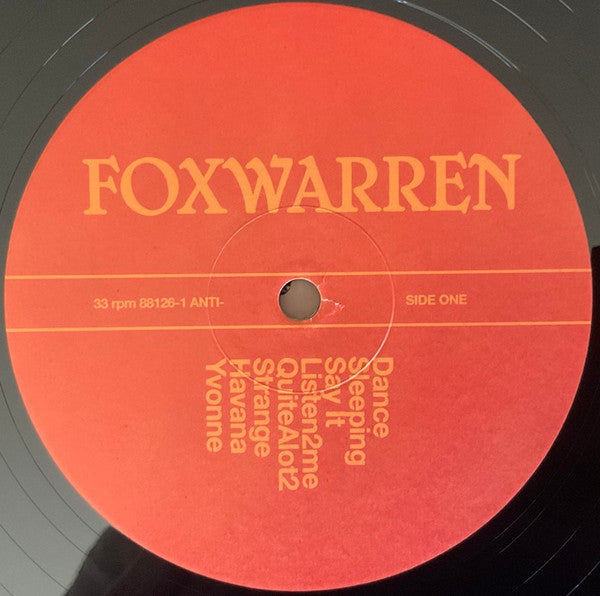 FOXWARREN
33 rpm 88126-1 ANTI-
SIDE ONE
Dance
Sleeping
Say It
Listen2me
QuiteAlot2
Strange
Havana
Yvonne